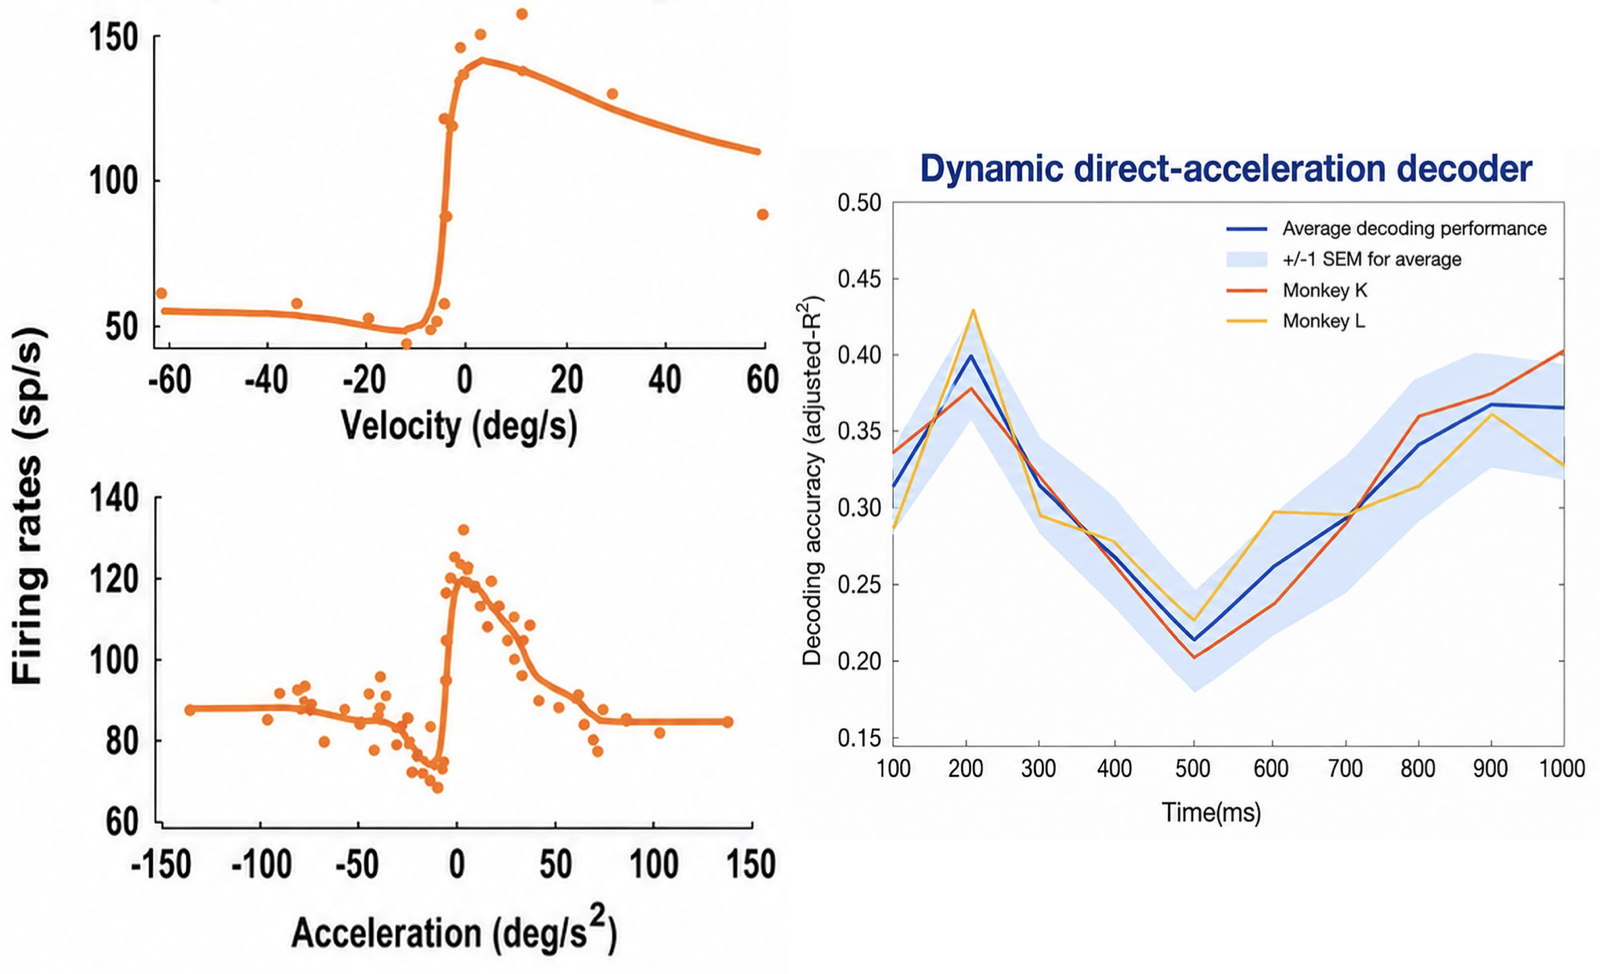 Firing rates (sp/s)
150
100
50
-60 -40 -20 0 20 40 60
Velocity (deg/s)
140
120
100
80
60
-150 -100 -50 0 50 100 150
Acceleration (deg/s²)
Dynamic direct-acceleration decoder
Decoding accuracy (adjusted-R²)
0.50
0.45
0.40
0.35
0.30
0.25
0.20
0.15
Average decoding performance
+/-1 SEM for average
Monkey K
Monkey L
100 200 300 400 500 600 700 800 900 1000
Time(ms)